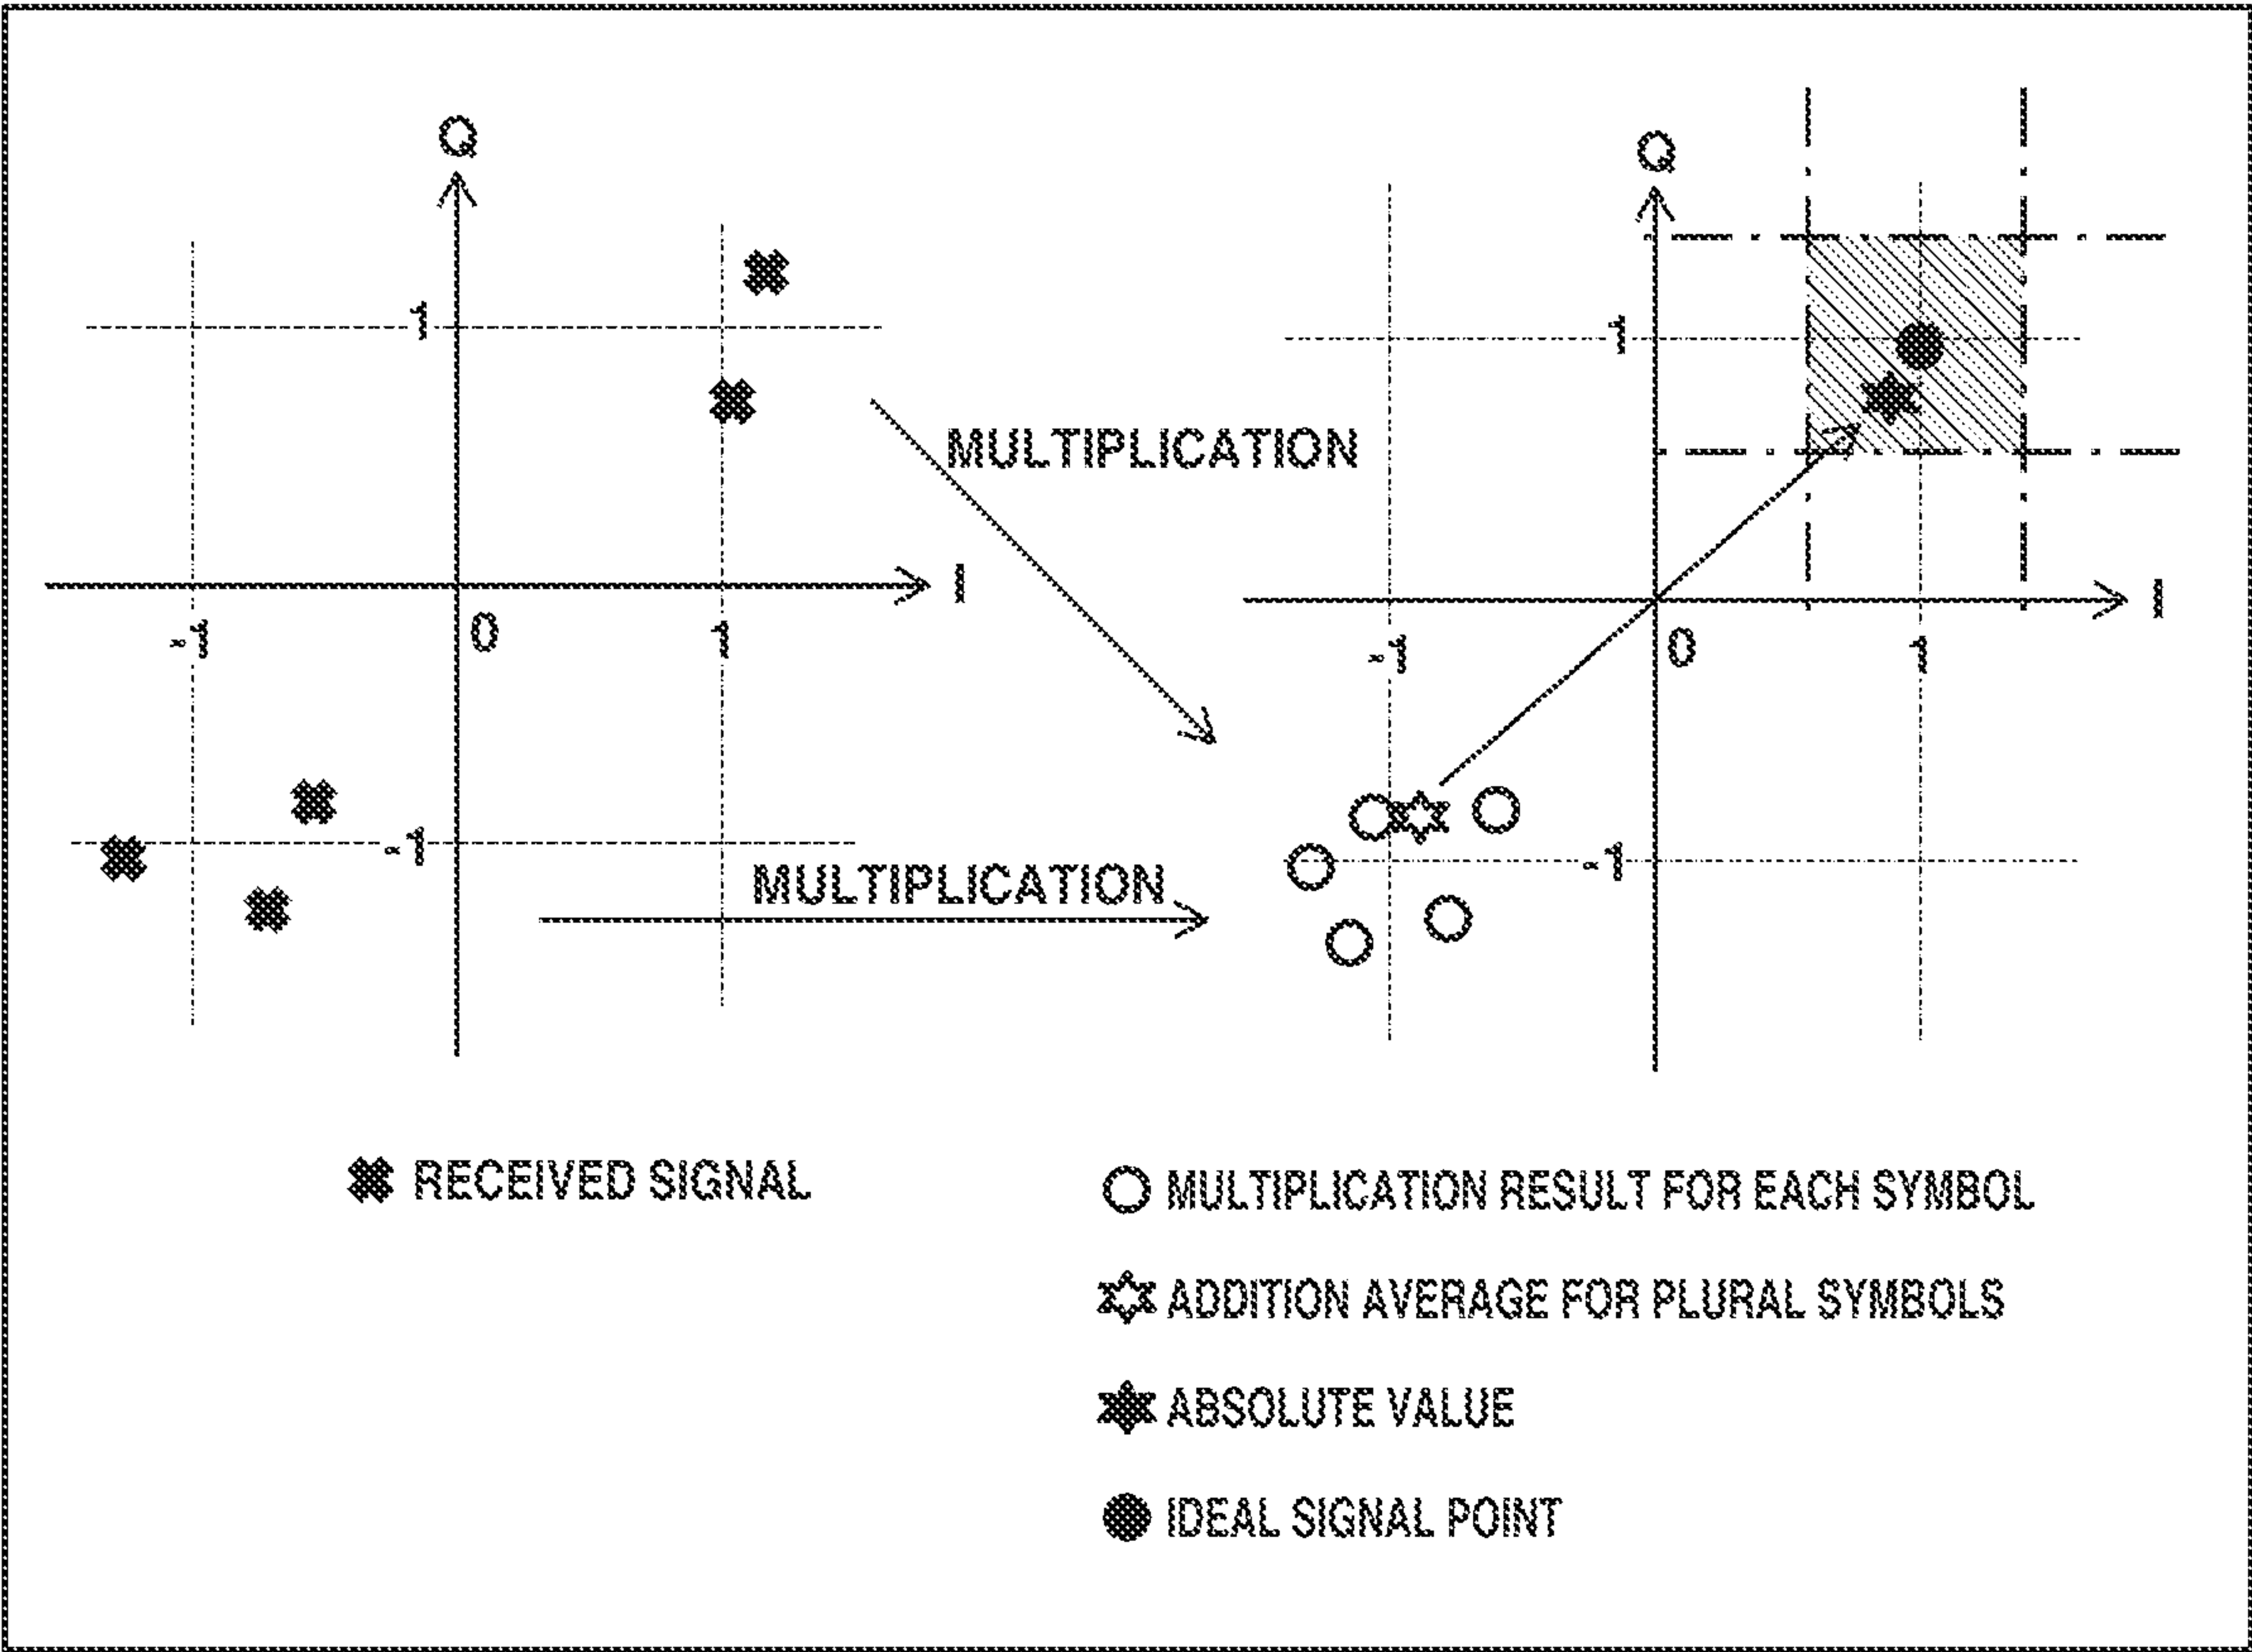 Q
1
I
-1
0
1
-1
MULTIPLICATION
MULTIPLICATION
Q
1
I
-1
0
1
-1
RECEIVED SIGNAL
MULTIPLICATION RESULT FOR EACH SYMBOL
ADDITION AVERAGE FOR PLURAL SYMBOLS
ABSOLUTE VALUE
IDEAL SIGNAL POINT